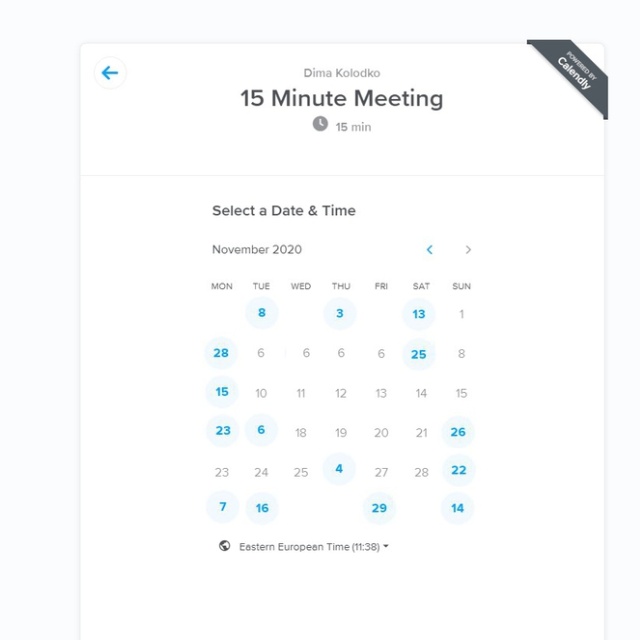 POWERED BY
Calendly
Dima Kolodko
15 Minute Meeting
15 min
Select a Date & Time
November 2020
MON TUE WED THU FRI SAT SUN
8 3 13 1
28 6 6 6 6 25 8
15 10 11 12 13 14 15
23 6 18 19 20 21 26
23 24 25 4 27 28 22
7 16 29 14
Eastern European Time (11:38)